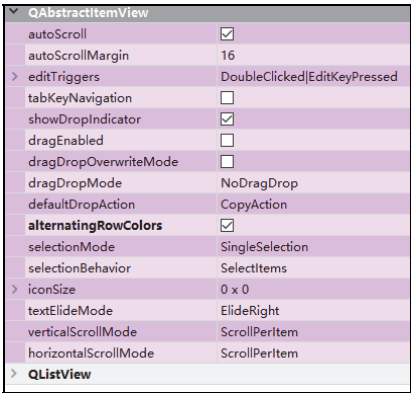 QAbstractItemView
autoScroll
autoScrollMargin 16
editTriggers DoubleClicked|EditKeyPressed
tabKeyNavigation
showDropIndicator
dragEnabled
dragDropOverwriteMode
dragDropMode NoDragDrop
defaultDropAction CopyAction
alternatingRowColors
selectionMode SingleSelection
selectionBehavior SelectItems
iconSize 0 x 0
textElideMode ElideRight
verticalScrollMode ScrollPerItem
horizontalScrollMode ScrollPerItem
QListView